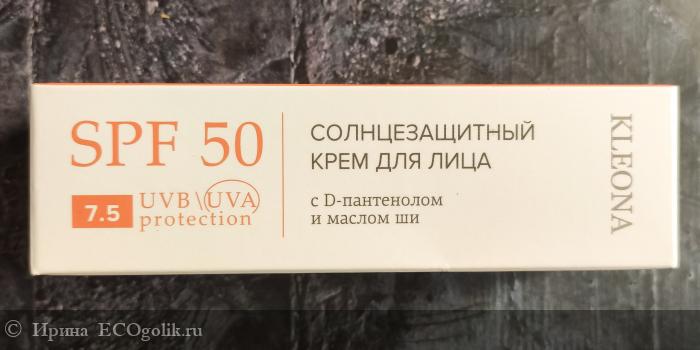 SPF 50
7.5
UVB\UVA
protection
СОЛНЦЕЗАЩИТНЫЙ
КРЕМ ДЛЯ ЛИЦА
с D-пантенолом
и маслом ши
KLEONA
© Ирина ECOgolik.ru